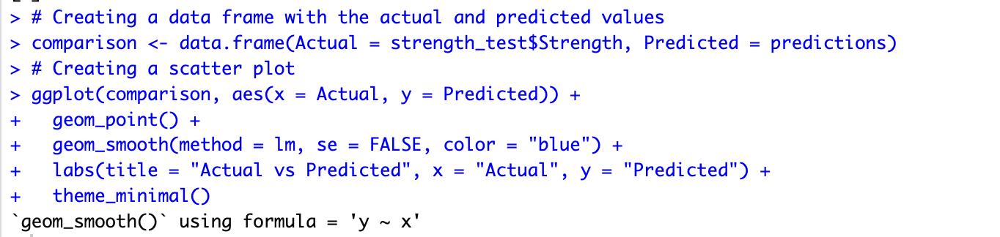 > # Creating a data frame with the actual and predicted values
> comparison <- data.frame(Actual = strength_test$Strength, Predicted = predictions)
> # Creating a scatter plot
> ggplot(comparison, aes(x = Actual, y = Predicted)) +
+   geom_point() +
+   geom_smooth(method = lm, se = FALSE, color = "blue") +
+   labs(title = "Actual vs Predicted", x = "Actual", y = "Predicted") +
+   theme_minimal()
`geom_smooth()` using formula = 'y ~ x'